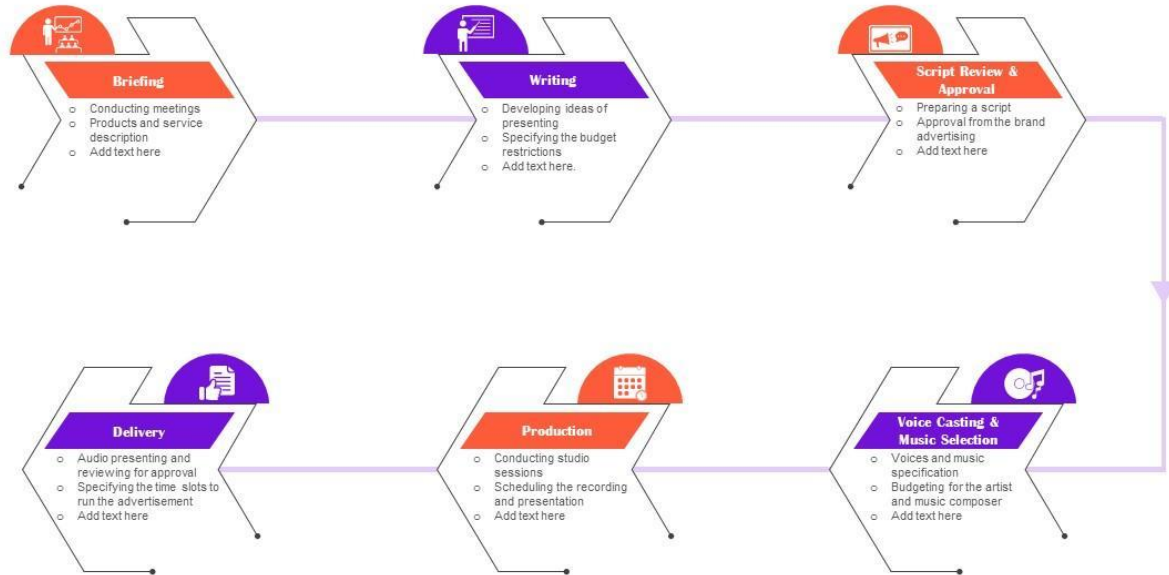 Briefing
o Conducting meetings
o Products and service
description
o Add text here
Writing
o Developing ideas of
presenting
o Specifying the budget
restrictions
o Add text here.
Script Review &
Approval
o Preparing a script
o Approval from the brand
advertising
o Add text here
Voice Casting &
Music Selection
o Voices and music
specification
o Budgeting for the artist
and music composer
o Add text here
Production
o Conducting studio
sessions
o Scheduling the recording
and presentation
o Add text here
Delivery
o Audio presenting and
reviewing for approval
o Specifying the time slots to
run the advertisement
o Add text here